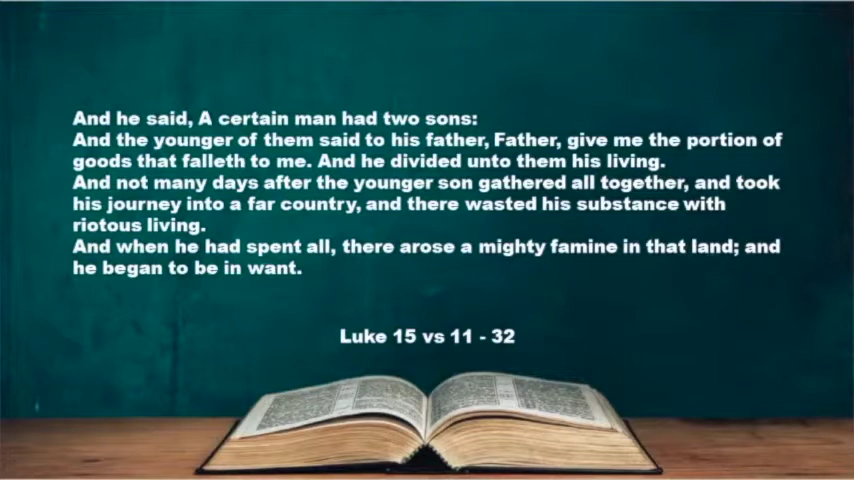 And he said, A certain man had two sons:
And the younger of them said to his father, Father, give me the portion of
goods that falleth to me. And he divided unto them his living.
And not many days after the younger son gathered all together, and took
his journey into a far country, and there wasted his substance with
riotous living.
And when he had spent all, there arose a mighty famine in that land; and
he began to be in want.
Luke 15 vs 11 - 32